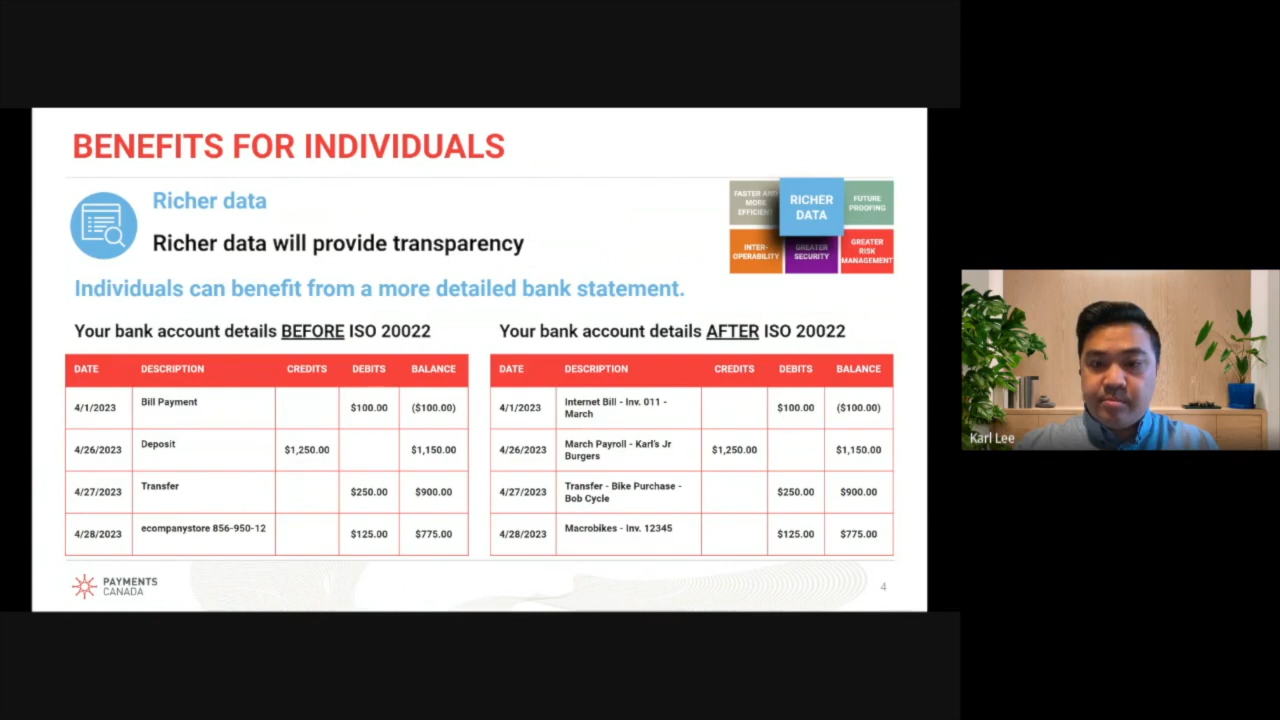 BENEFITS FOR INDIVIDUALS
Richer data
Richer data will provide transparency
FASTER AND
MORE
EFFICIENT
RICHER
DATA
FUTURE
PROOFING
INTER-
OPERABILITY
GREATER
SECURITY
GREATER
RISK
MANAGEMENT
Individuals can benefit from a more detailed bank statement.
Your bank account details BEFORE ISO 20022
DATE DESCRIPTION CREDITS DEBITS BALANCE
4/1/2023 Bill Payment $100.00 ($100.00)
4/26/2023 Deposit $1,250.00 $1,150.00
4/27/2023 Transfer $250.00 $900.00
4/28/2023 ecompanystore 856-950-12 $125.00 $775.00
Your bank account details AFTER ISO 20022
DATE DESCRIPTION CREDITS DEBITS BALANCE
4/1/2023 Internet Bill - Inv. 011 - $100.00 ($100.00)
March
4/26/2023 March Payroll - Karl's Jr $1,250.00 $1,150.00
Burgers
4/27/2023 Transfer - Bike Purchase - $250.00 $900.00
Bob Cycle
4/28/2023 Macrobikes - Inv. 12345 $125.00 $775.00
PAYMENTS
CANADA
4
Karl Lee